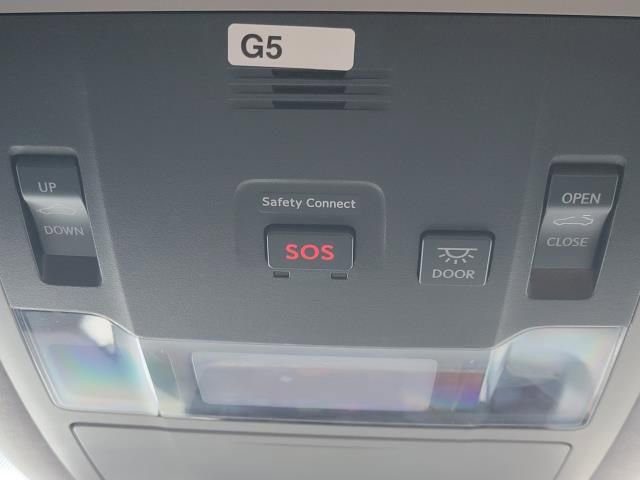 G5
Safety Connect
UP
DOWN
SOS
DOOR
OPEN
CLOSE